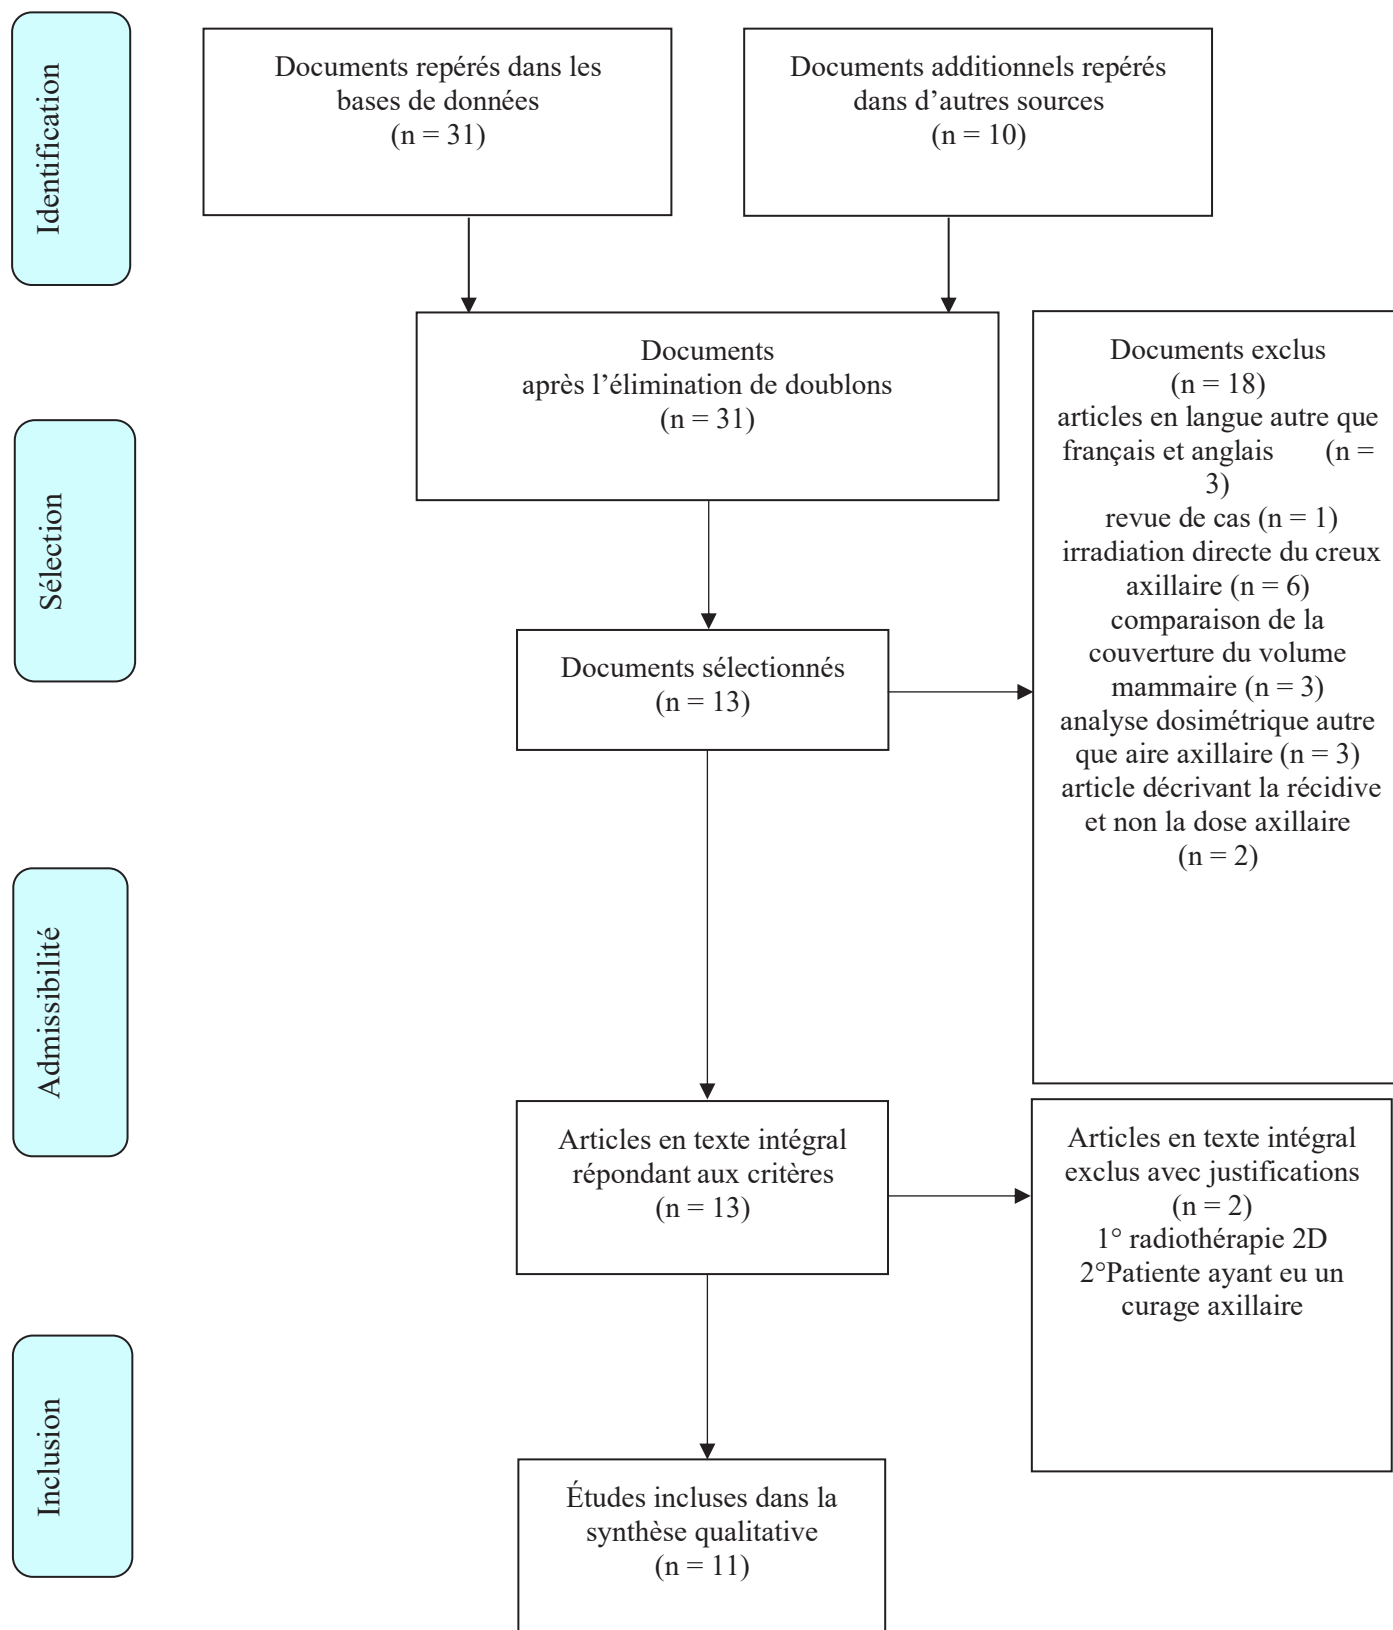 Identification
Documents repérés dans les
bases de données
(n = 31)
Documents additionnels repérés
dans d’autres sources
(n = 10)
Documents
après l’élimination de doublons
(n = 31)
Documents exclus
(n = 18)
articles en langue autre que
français et anglais (n =
3)
revue de cas (n = 1)
irradiation directe du creux
axillaire (n = 6)
comparaison de la
couverture du volume
mammaire (n = 3)
analyse dosimétrique autre
que aire axillaire (n = 3)
article décrivant la récidive
et non la dose axillaire
(n = 2)
Sélection
Documents sélectionnés
(n = 13)
Admissibilité
Articles en texte intégral
répondant aux critères
(n = 13)
Articles en texte intégral
exclus avec justifications
(n = 2)
1° radiothérapie 2D
2°Patiente ayant eu un
curage axillaire
Inclusion
Études incluses dans la
synthèse qualitative
(n = 11)